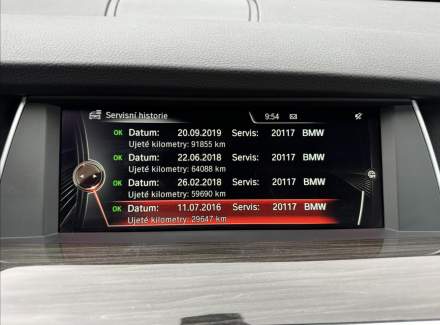 Servisní historie 9:54
OK Datum: 20.09.2019 Servis: 20117 BMW
Ujeté kilometry: 91855 km
OK Datum: 22.06.2018 Servis: 20117 BMW
Ujeté kilometry: 64088 km
OK Datum: 26.02.2018 Servis: 20117 BMW
Ujeté kilometry: 59690 km
OK Datum: 11.07.2016 Servis: 20117 BMW
Ujeté kilometry: 29647 km